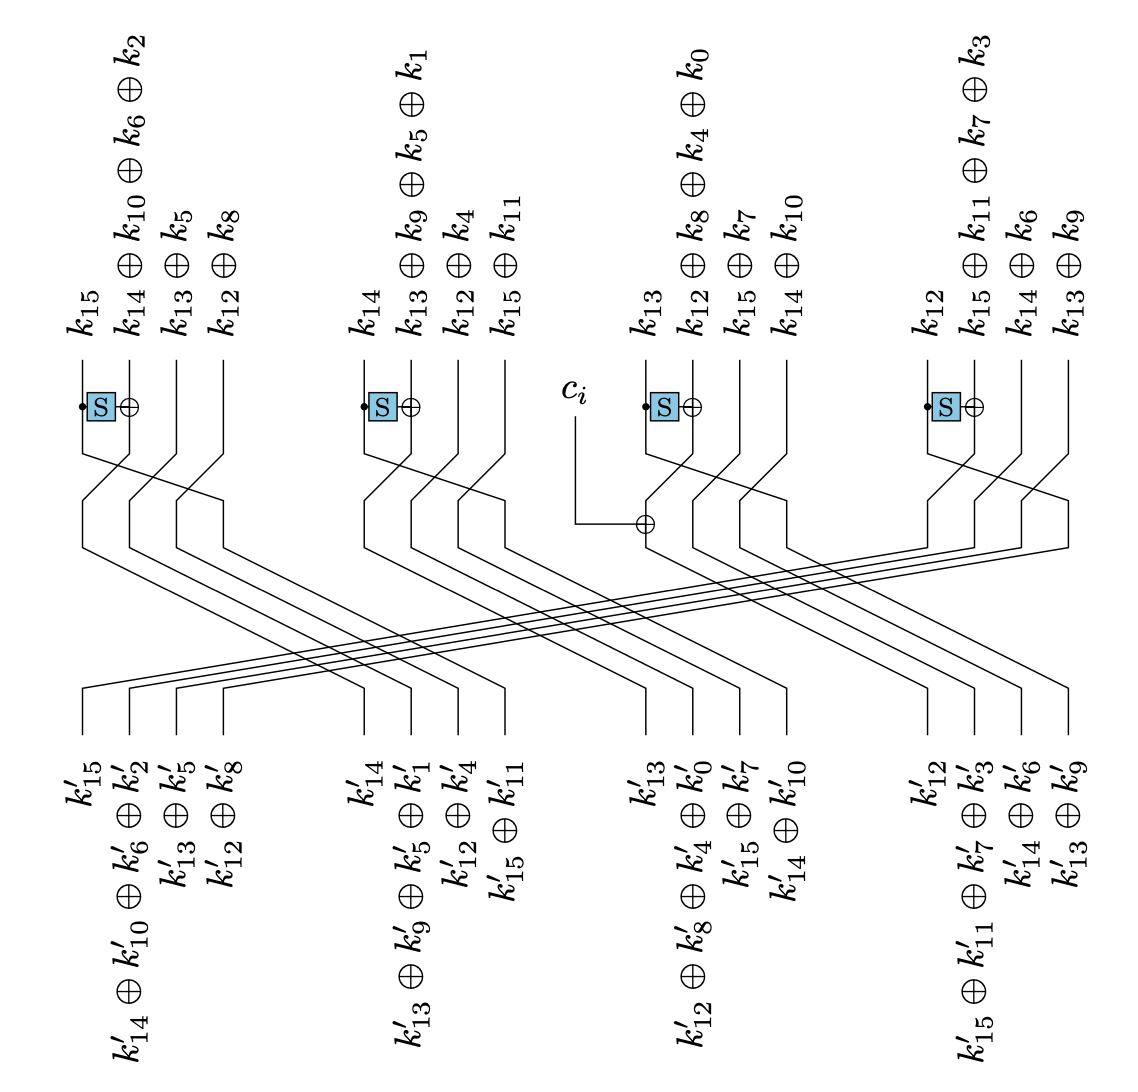 k₁₅
k₁₄ ⊕ k₁₀ ⊕ k₆ ⊕ k₂
k₁₃ ⊕ k₅
k₁₂ ⊕ k₈
k₁₄
k₁₃ ⊕ k₉ ⊕ k₅ ⊕ k₁
k₁₂ ⊕ k₄
k₁₅ ⊕ k₁₁
k₁₃
k₁₂ ⊕ k₈ ⊕ k₄ ⊕ k₀
k₁₅ ⊕ k₇
k₁₄ ⊕ k₁₀
k₁₂
k₁₅ ⊕ k₁₁ ⊕ k₇ ⊕ k₃
k₁₄ ⊕ k₆
k₁₃ ⊕ k₉
cᵢ
S
S
S
S
k′₁₅
k′₁₄ ⊕ k′₁₀ ⊕ k′₆ ⊕ k′₂
k′₁₃ ⊕ k′₅
k′₁₂ ⊕ k′₈
k′₁₄
k′₁₃ ⊕ k′₉ ⊕ k′₅ ⊕ k′₁
k′₁₂ ⊕ k′₄
k′₁₅ ⊕ k′₁₁
k′₁₃
k′₁₂ ⊕ k′₈ ⊕ k′₄ ⊕ k′₀
k′₁₅ ⊕ k′₇
k′₁₄ ⊕ k′₁₀
k′₁₂
k′₁₅ ⊕ k′₁₁ ⊕ k′₇ ⊕ k′₃
k′₁₄ ⊕ k′₆
k′₁₃ ⊕ k′₉